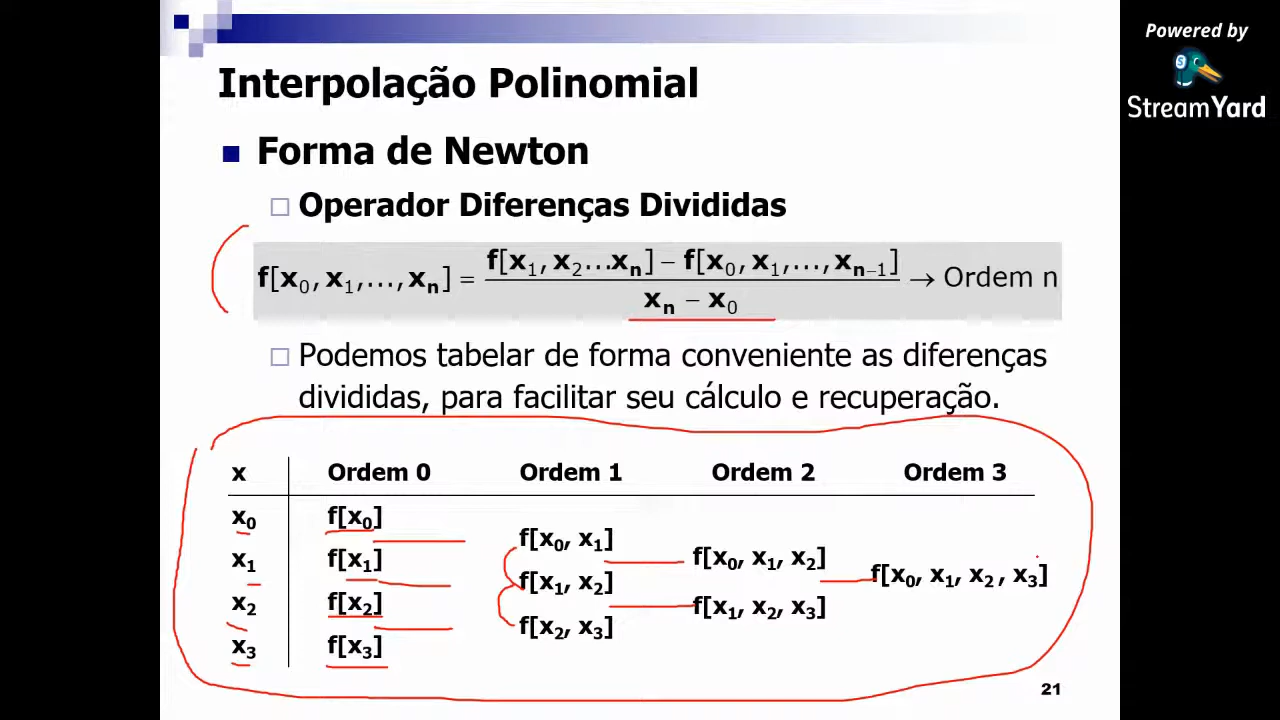 Powered by
StreamYard
Interpolação Polinomial
Forma de Newton
Operador Diferenças Divididas
f[x₀, x₁,..., xₙ] = f[x₁, x₂...xₙ] − f[x₀, x₁,..., xₙ₋₁] / xₙ − x₀ → Ordem n
Podemos tabelar de forma conveniente as diferenças
divididas, para facilitar seu cálculo e recuperação.
x Ordem 0 Ordem 1 Ordem 2 Ordem 3
x₀ f[x₀]
f[x₀, x₁]
x₁ f[x₁] f[x₀, x₁, x₂]
f[x₁, x₂] f[x₀, x₁, x₂, x₃]
x₂ f[x₂] f[x₁, x₂, x₃]
f[x₂, x₃]
x₃ f[x₃]
21